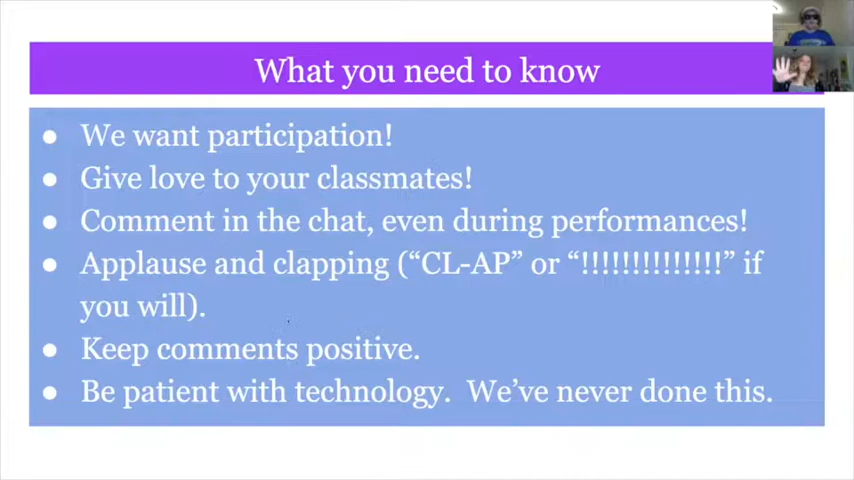 What you need to know
● We want participation!
● Give love to your classmates!
● Comment in the chat, even during performances!
● Applause and clapping (“CL-AP” or “!!!!!!!!!!!!!!” if
you will).
● Keep comments positive.
● Be patient with technology.  We’ve never done this.